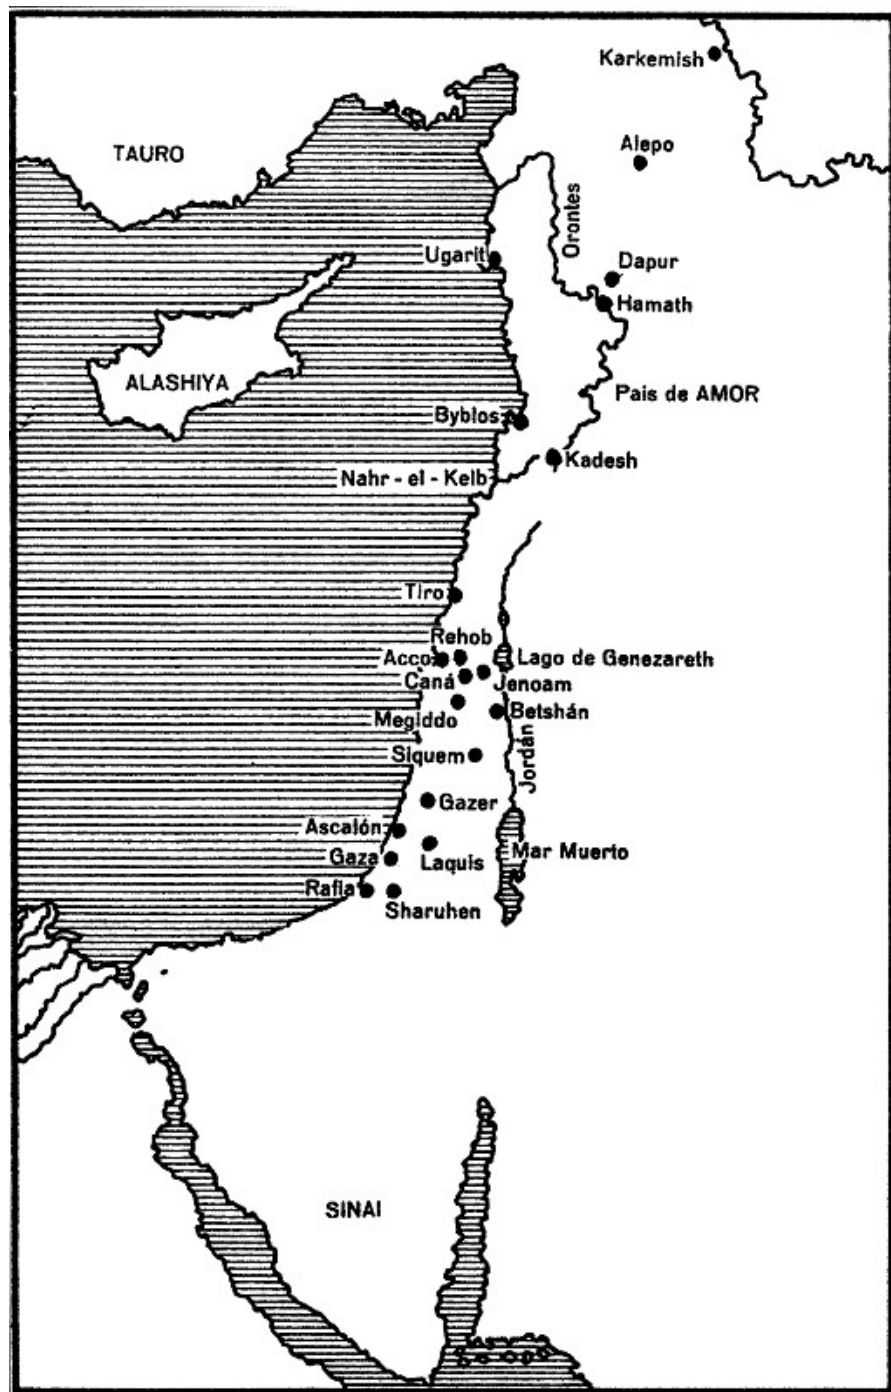 Karkemish
TAURO
Alepo
Orontes
Ugarit
Dapur
Hamath
ALASHIYA
País de AMOR
Byblos
Kadesh
Nahr - el - Kelb
Tiro
Rehob
Acco
Lago de Genezareth
Caná
Jenoam
Megiddo
Betshán
Jordán
Siquem
Gazer
Ascalón
Gaza
Laquis
Mar Muerto
Rafia
Sharuhen
SINAI